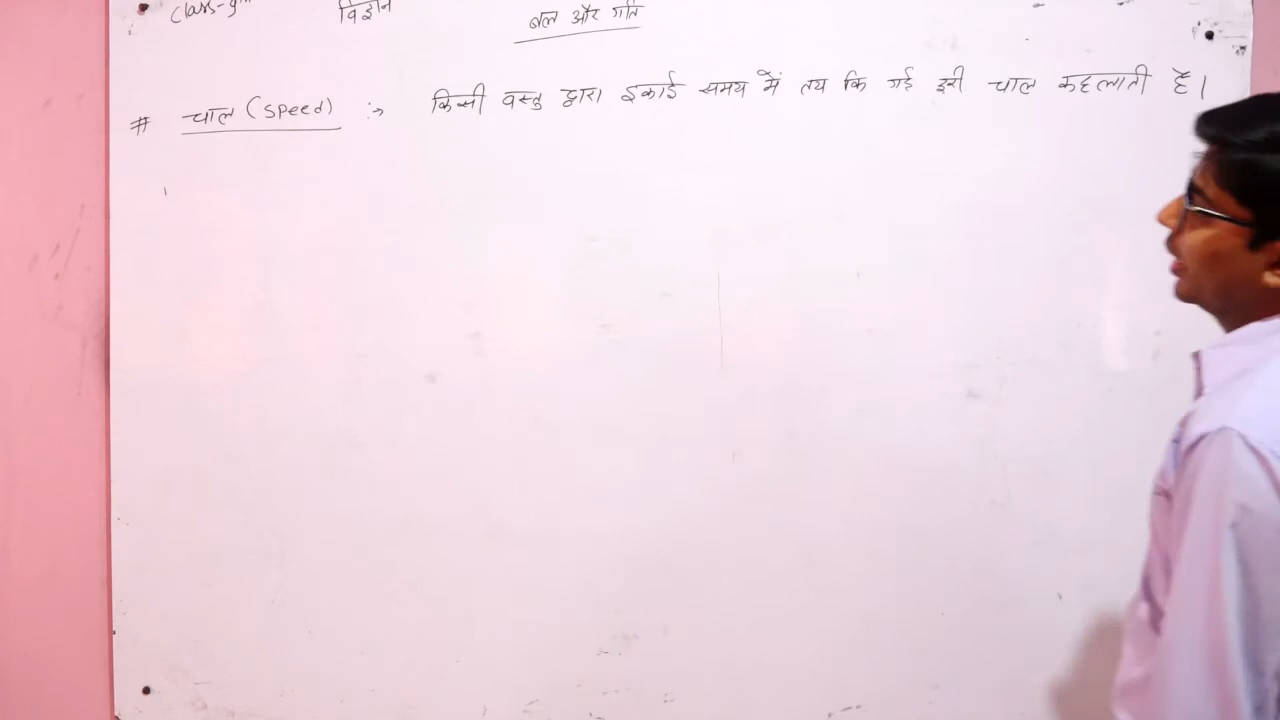 class-9th विज्ञान बल और गति
# चाल (speed) :-> किसी वस्तु द्वारा इकाई समय में तय कि गई दूरी चाल कहलाती है।